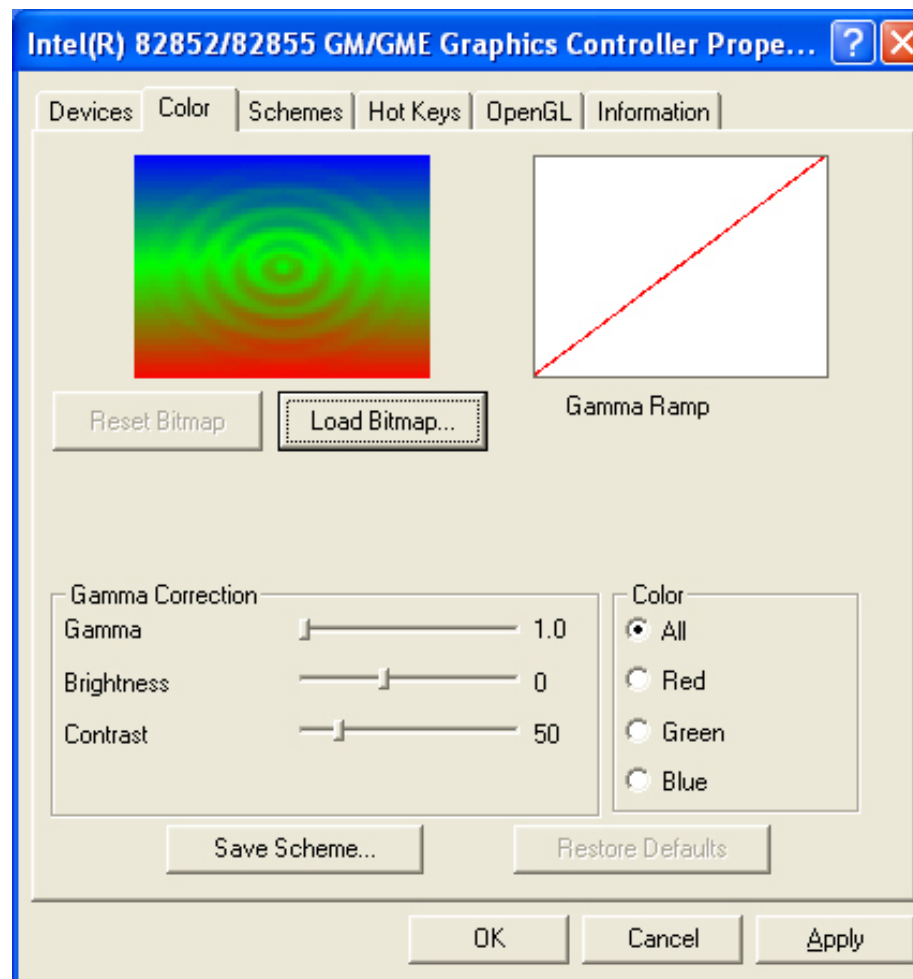 Intel(R) 82852/82855 GM/GME Graphics Controller Prope...
Devices Color Schemes Hot Keys OpenGL Information
Reset Bitmap Load Bitmap... Gamma Ramp
Gamma Correction Color
Gamma 1.0 All
Brightness 0 Red
Contrast 50 Green
Blue
Save Scheme... Restore Defaults
OK Cancel Apply